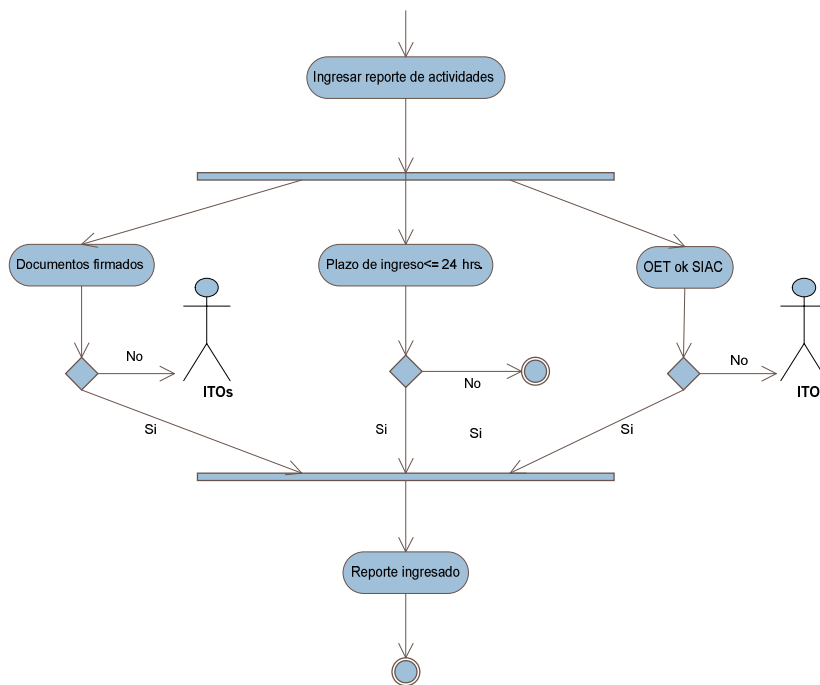 Ingresar reporte de actividades
Documentos firmados
Plazo de ingreso<= 24 hrs.
OET ok SIAC
No
No
No
ITOs
ITO
Si
Si
Si
Si
Reporte ingresado